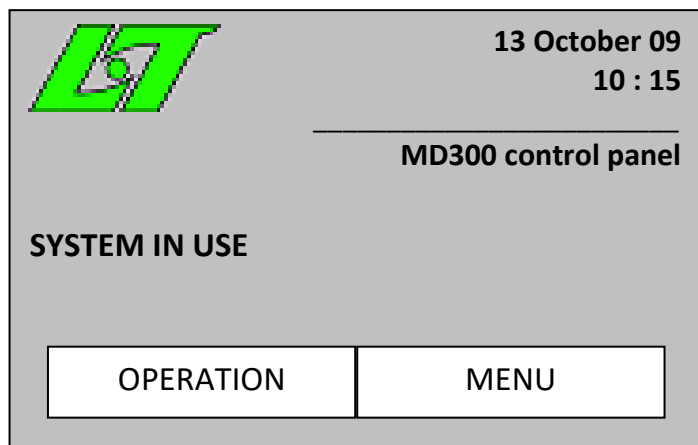 13 October 09
10 : 15
MD300 control panel
SYSTEM IN USE
OPERATION MENU